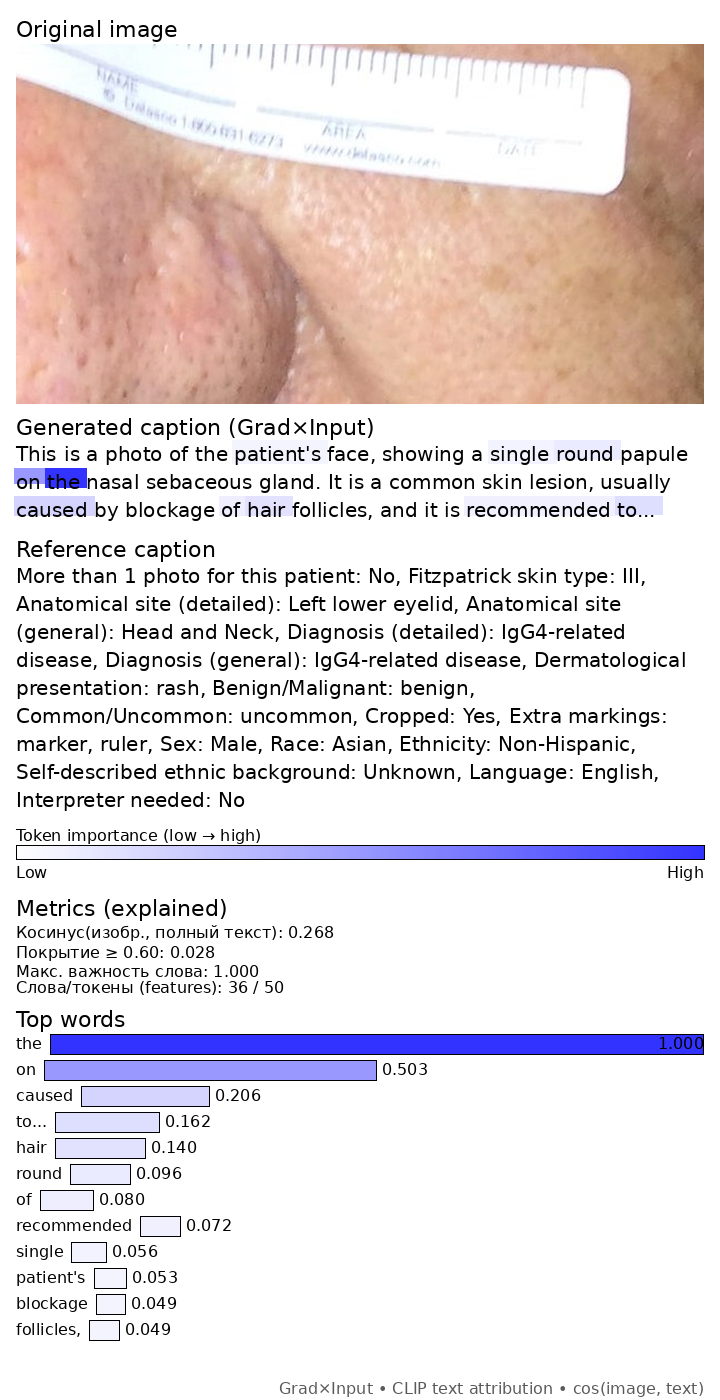 Original image
NAME
© Delasco 1.800.831.6273
AREA
www.delasco.com
DATE
Generated caption (Grad×Input)
This is a photo of the patient's face, showing a single round papule
on the nasal sebaceous gland. It is a common skin lesion, usually
caused by blockage of hair follicles, and it is recommended to...
Reference caption
More than 1 photo for this patient: No, Fitzpatrick skin type: III,
Anatomical site (detailed): Left lower eyelid, Anatomical site
(general): Head and Neck, Diagnosis (detailed): IgG4-related
disease, Diagnosis (general): IgG4-related disease, Dermatological
presentation: rash, Benign/Malignant: benign,
Common/Uncommon: uncommon, Cropped: Yes, Extra markings:
marker, ruler, Sex: Male, Race: Asian, Ethnicity: Non-Hispanic,
Self-described ethnic background: Unknown, Language: English,
Interpreter needed: No
Token importance (low → high)
Low High
Metrics (explained)
Косинус(изобр., полный текст): 0.268
Покрытие ≥ 0.60: 0.028
Макс. важность слова: 1.000
Слова/токены (features): 36 / 50
Top words
the 1.000
on 0.503
caused 0.206
to... 0.162
hair 0.140
round 0.096
of 0.080
recommended 0.072
single 0.056
patient's 0.053
blockage 0.049
follicles, 0.049
Grad×Input • CLIP text attribution • cos(image, text)